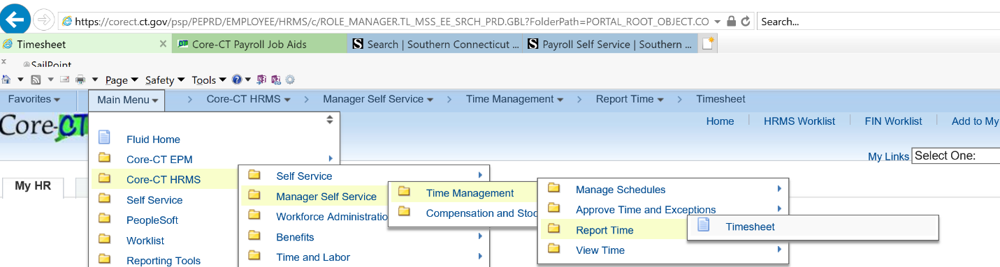 https://corect.ct.gov/psp/PEPRD/EMPLOYEE/HRMS/c/ROLE_MANAGER.TL_MSS_EE_SRCH_PRD.GBL?FolderPath=PORTAL_ROOT_OBJECT.CO Search...
Timesheet Core-CT Payroll Job Aids Search | Southern Connecticut ... Payroll Self Service | Southern ...
x SailPoint
Page Safety Tools
Favorites Main Menu > Core-CT HRMS > Manager Self Service > Time Management > Report Time > Timesheet
Core-CT
Home HRMS Worklist FIN Worklist Add to My
Fluid Home
My Links Select One:
Core-CT EPM
My HR
Core-CT HRMS
Self Service
PeopleSoft
Worklist
Reporting Tools
Self Service
Manager Self Service
Workforce Administratio
Benefits
Time and Labor
Time Management
Compensation and Stoc
Manage Schedules
Approve Time and Exceptions
Report Time
View Time
Timesheet